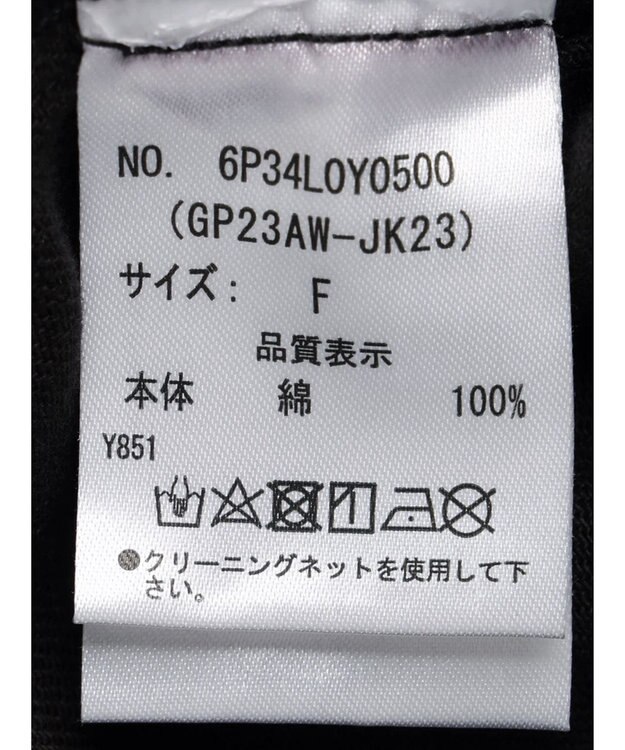 NO. 6P34L0Y0500
(GP23AW-JK23)
サイズ: F
品質表示
本体 綿 100%
Y851
●クリーニングネットを使用して下
さい。